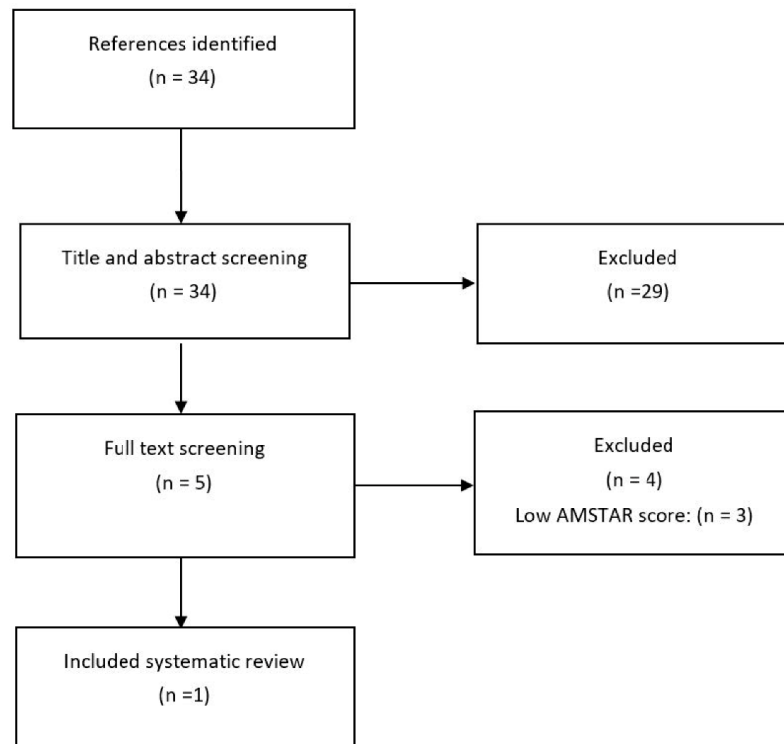 References identified
(n = 34)
Title and abstract screening
(n = 34)
Excluded
(n =29)
Full text screening
(n = 5)
Excluded
(n = 4)
Low AMSTAR score: (n = 3)
Included systematic review
(n =1)